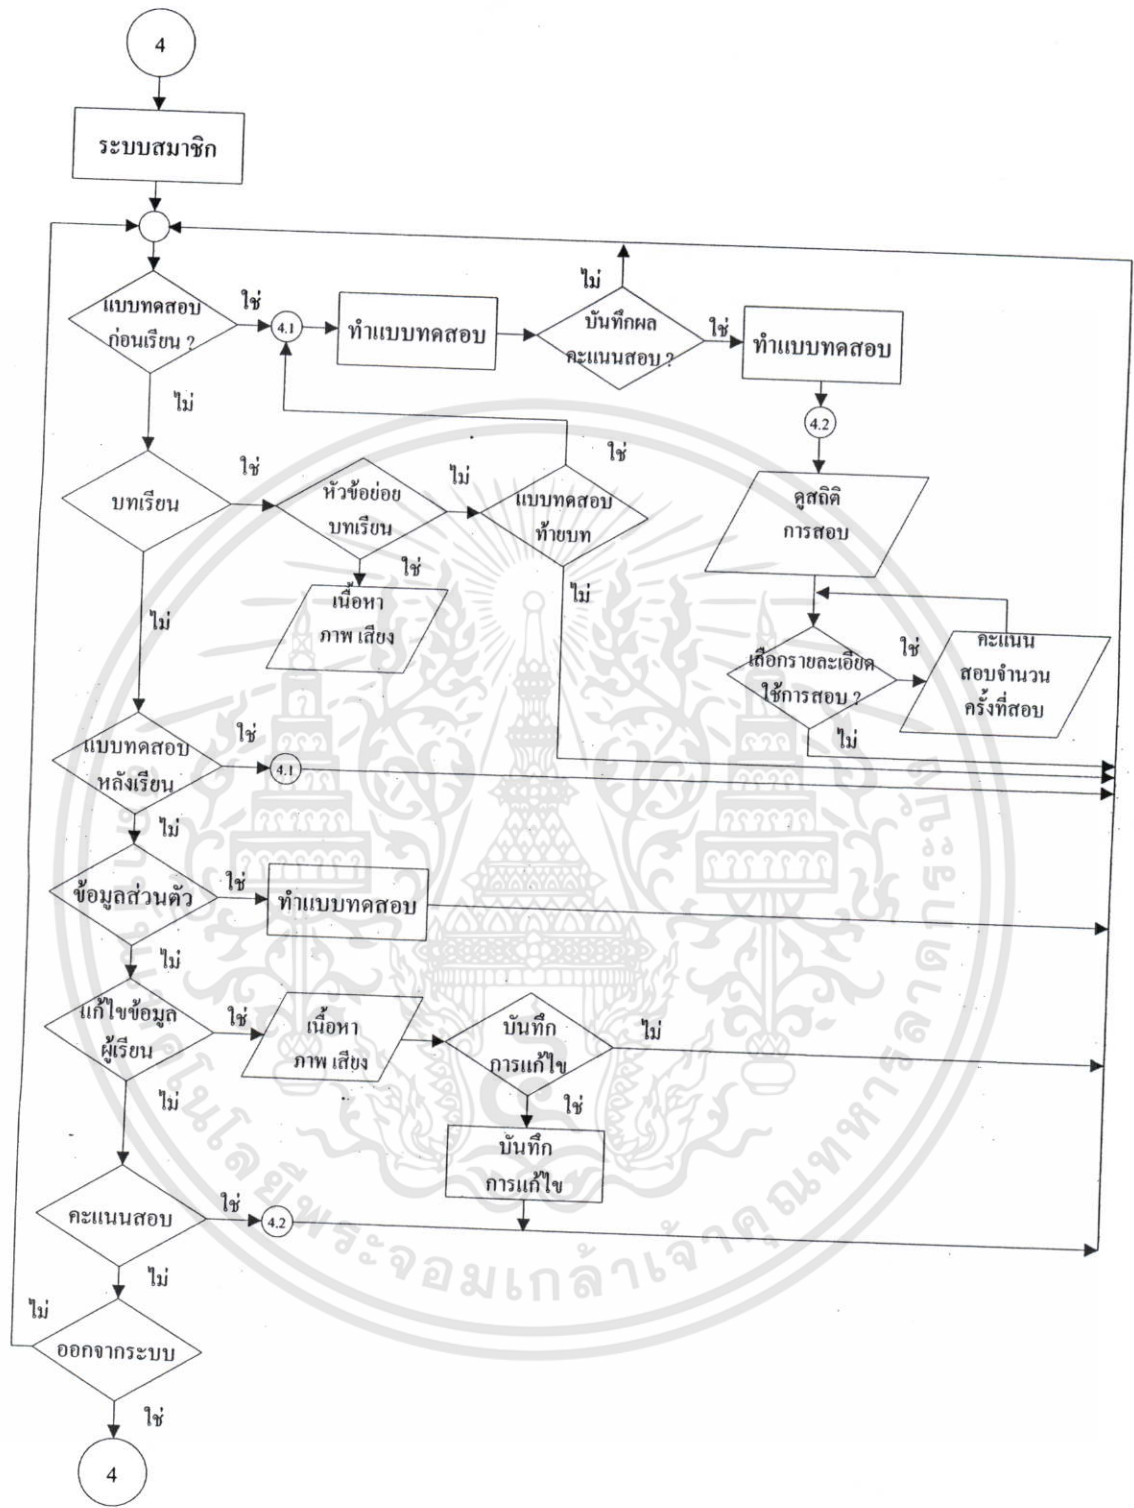 4
ระบบสมาชิก
แบบทดสอบ
ก่อนเรียน ?
ใช่
4.1
ทำแบบทดสอบ
ไม่
บันทึกผล
คะแนนสอบ ?
ใช่
ทำแบบทดสอบ
4.2
ไม่
บทเรียน
ใช่
หัวข้อย่อย
บทเรียน
ไม่
ใช่
แบบทดสอบ
ท้ายบท
ดูสถิติ
การสอบ
ใช่
เนื้อหา
ภาพ เสียง
ไม่
ไม่
เลือกรายละเอียด
ใช้การสอบ ?
ใช่
คะแนน
สอบจำนวน
ครั้งที่สอบ
ไม่
แบบทดสอบ
หลังเรียน
ใช่
4.1
ไม่
ข้อมูลส่วนตัว
ใช่
ทำแบบทดสอบ
ไม่
แก้ไขข้อมูล
ผู้เรียน
ใช่
เนื้อหา
ภาพ เสียง
บันทึก
การแก้ไข
ไม่
ใช่
บันทึก
การแก้ไข
ไม่
คะแนนสอบ
ใช่
4.2
ไม่
ไม่
ออกจากระบบ
ใช่
4